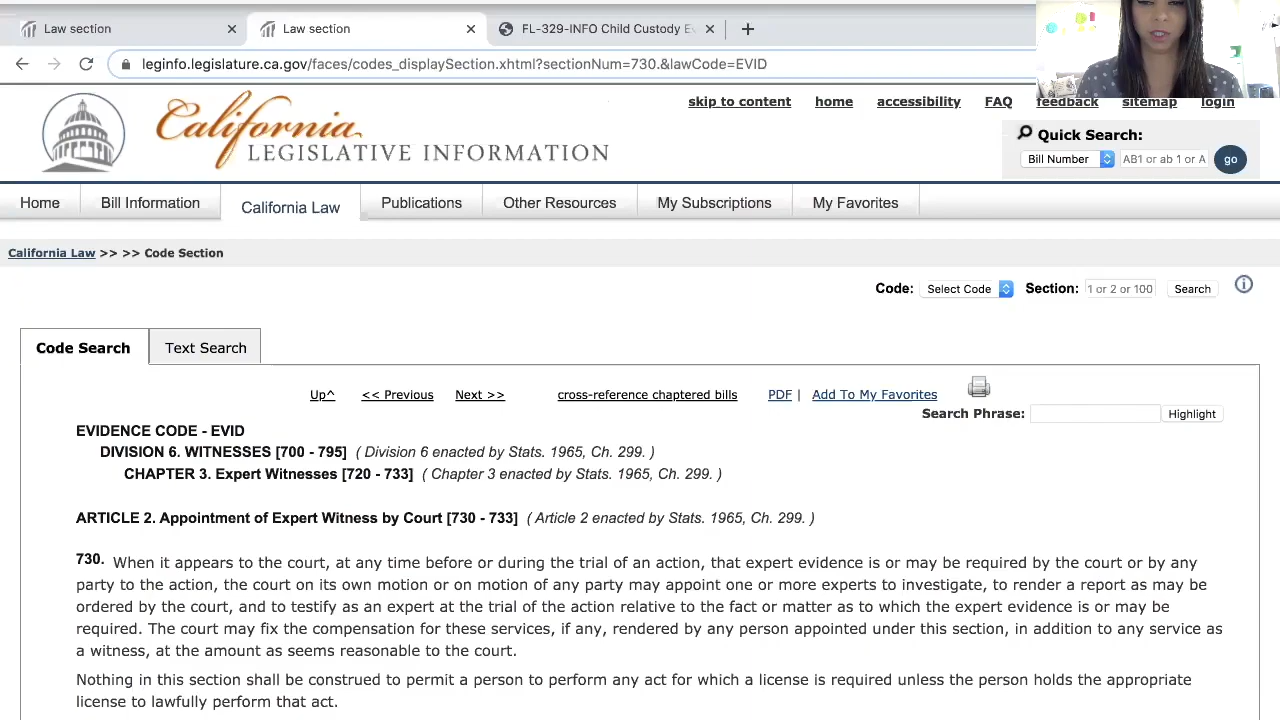 Law section
Law section
FL-329-INFO Child Custody Ev
leginfo.legislature.ca.gov/faces/codes_displaySection.xhtml?sectionNum=730.&lawCode=EVID
skip to content home accessibility FAQ feedback sitemap login
California
LEGISLATIVE INFORMATION
Quick Search:
Bill Number AB1 or ab 1 or A go
Home Bill Information California Law Publications Other Resources My Subscriptions My Favorites
California Law >> >> Code Section
Code: Select Code Section: 1 or 2 or 100 Search
Code Search Text Search
Up^ << Previous Next >> cross-reference chaptered bills PDF | Add To My Favorites
Search Phrase: Highlight
EVIDENCE CODE - EVID
DIVISION 6. WITNESSES [700 - 795] ( Division 6 enacted by Stats. 1965, Ch. 299. )
CHAPTER 3. Expert Witnesses [720 - 733] ( Chapter 3 enacted by Stats. 1965, Ch. 299. )
ARTICLE 2. Appointment of Expert Witness by Court [730 - 733] ( Article 2 enacted by Stats. 1965, Ch. 299. )
730. When it appears to the court, at any time before or during the trial of an action, that expert evidence is or may be required by the court or by any
party to the action, the court on its own motion or on motion of any party may appoint one or more experts to investigate, to render a report as may be
ordered by the court, and to testify as an expert at the trial of the action relative to the fact or matter as to which the expert evidence is or may be
required. The court may fix the compensation for these services, if any, rendered by any person appointed under this section, in addition to any service as
a witness, at the amount as seems reasonable to the court.
Nothing in this section shall be construed to permit a person to perform any act for which a license is required unless the person holds the appropriate
license to lawfully perform that act.